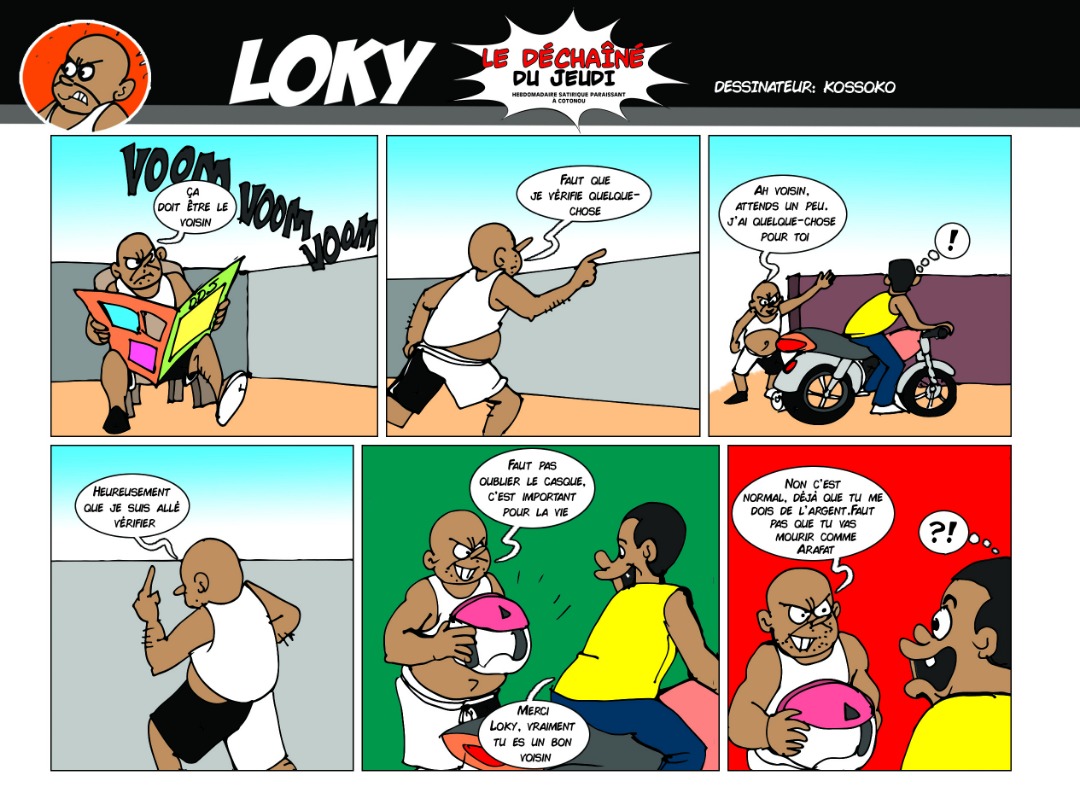 LOKY
LE DÉCHAÎNÉ
DU JEUDI
HEBDOMADAIRE SATIRIQUE PARAISSANT
À COTONOU
DESSINATEUR: KOSSOKO
VOOM
VOOM
VOOM
ÇA
DOIT ÊTRE LE
VOISIN
DDJ
FAUT QUE
JE VÉRIFIE QUELQUE-
CHOSE
AH VOISIN,
ATTENDS UN PEU.
J'AI QUELQUE-CHOSE
POUR TOI
!
HEUREUSEMENT
QUE JE SUIS ALLÉ
VÉRIFIER
FAUT PAS
OUBLIER LE CASQUE,
C'EST IMPORTANT
POUR LA VIE
MERCI
LOKY, VRAIMENT
TU ES UN BON
VOISIN
NON C'EST
NORMAL, DÉJÀ QUE TU ME
DOIS DE L'ARGENT.FAUT
PAS QUE TU VAS
MOURIR COMME
ARAFAT
?!